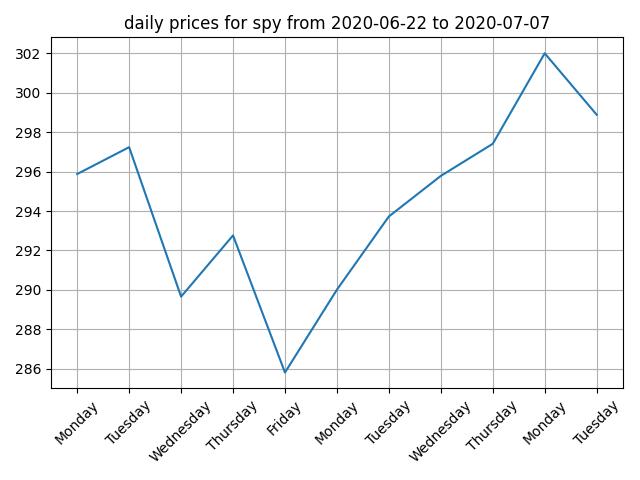 daily prices for spy from 2020-06-22 to 2020-07-07
302
300
298
296
294
292
290
288
286
Monday
Tuesday
Wednesday
Thursday
Friday
Monday
Tuesday
Wednesday
Thursday
Monday
Tuesday